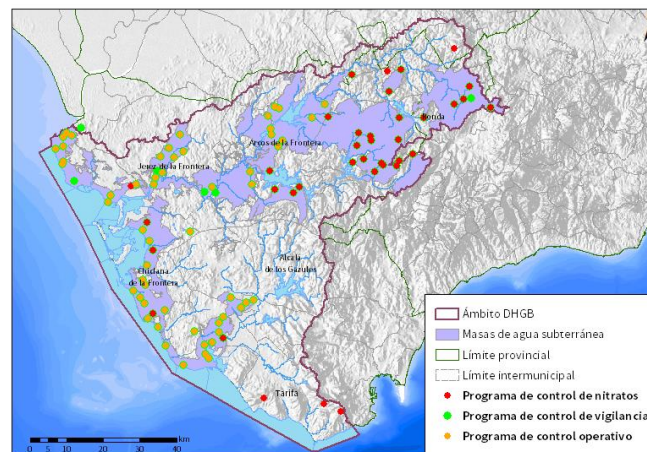 Ronda
Arcos de la Frontera
Jerez de la Frontera
Alcala
de los Gazules
Chiclana
de la Frontera
Tarifa
Ámbito DHGB
Masas de agua subterránea
Límite provincial
Límite intermunicipal
Programa de control de nitratos
Programa de control de vigilancia
Programa de control operativo
0 5 10 20 30 40
km